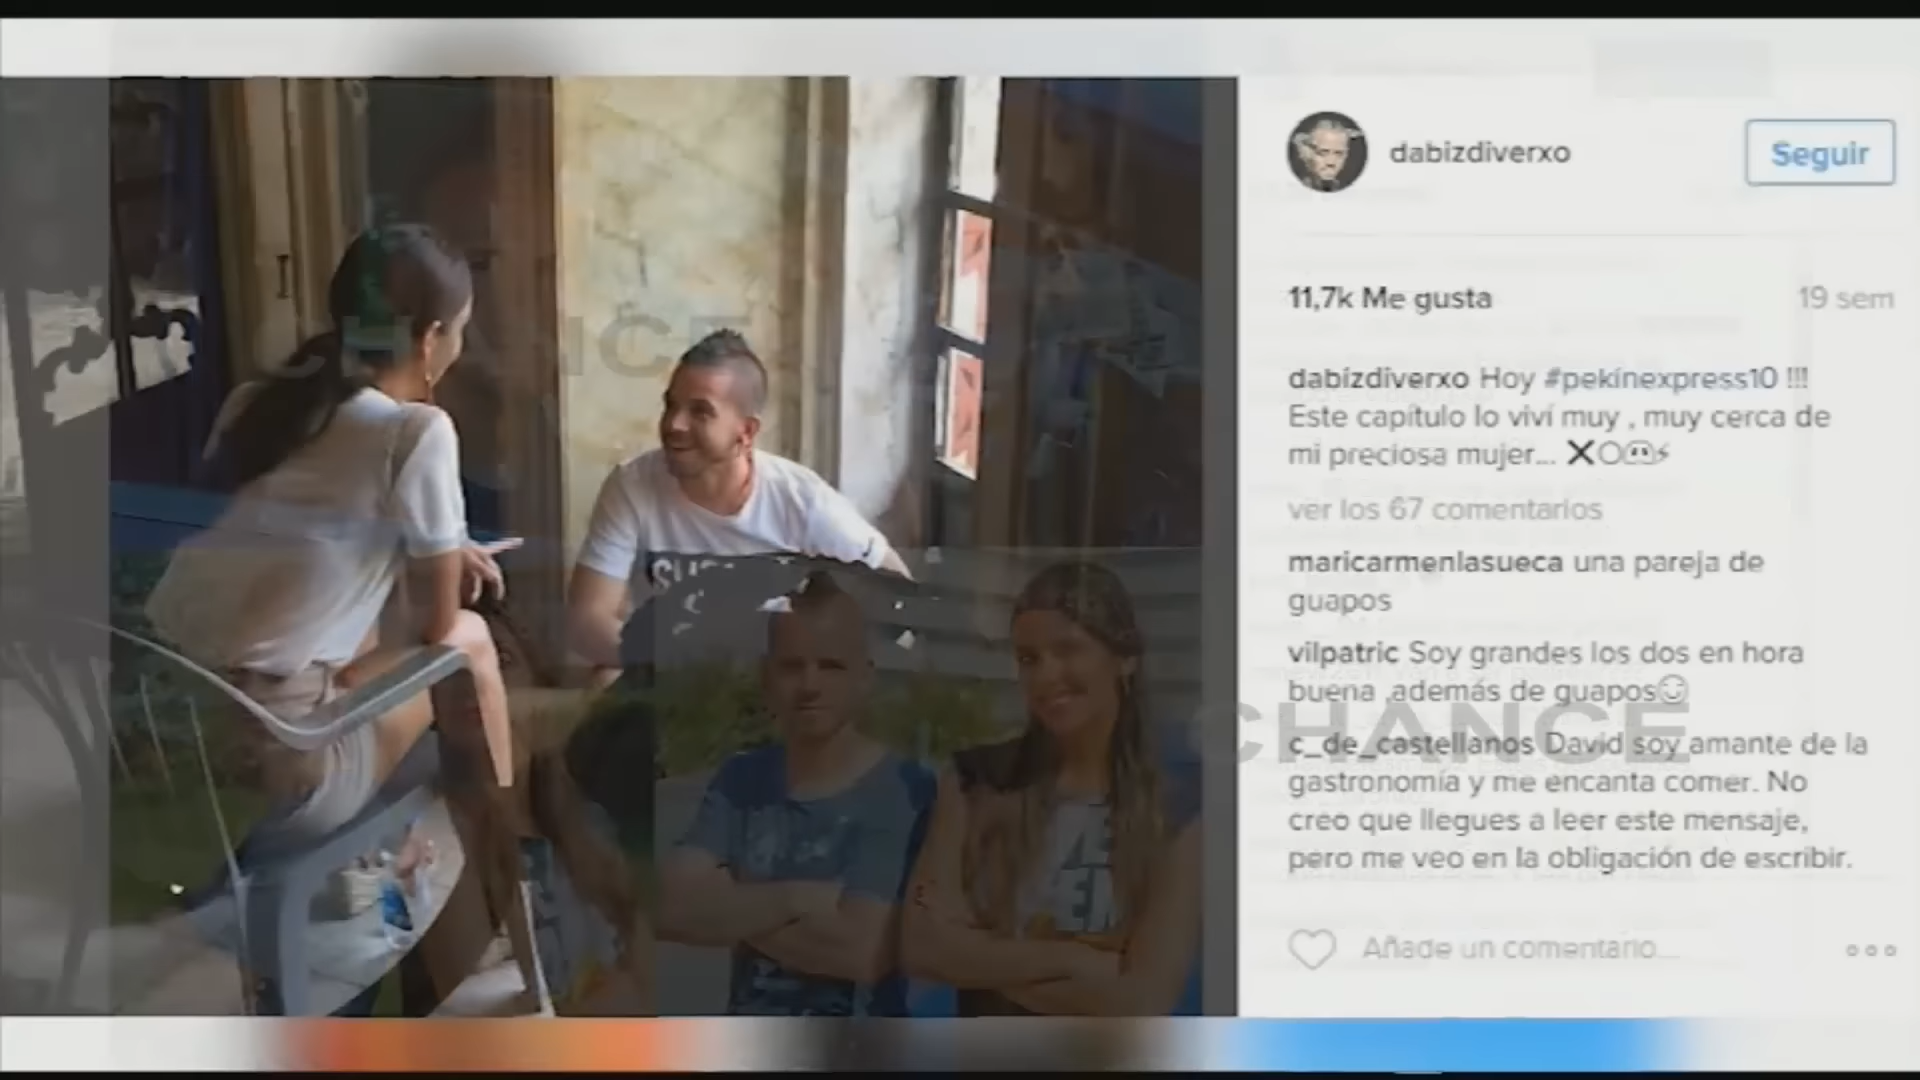 dabizdiverxo
Seguir
11,7k Me gusta
19 sem
dabizdiverxo Hoy #pekinexpress10 !!!
Este capítulo lo viví muy , muy cerca de
mi preciosa mujer...
ver los 67 comentarios
maricarmenlasueca una pareja de
guapos
vilpatric Soy grandes los dos en hora
buena ,además de guapos
c_de_castellanos David soy amante de la
gastronomía y me encanta comer. No
creo que llegues a leer este mensaje,
pero me veo en la obligación de escribir.
Añade un comentario...
CHANCE
CHANCE